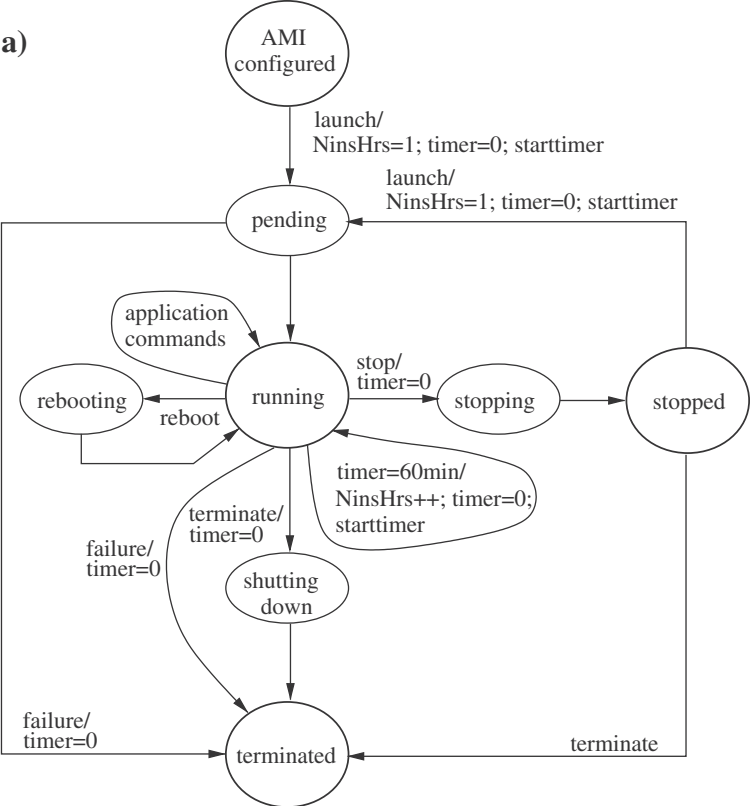 a)
AMI
configured
launch/
NinsHrs=1; timer=0; starttimer
launch/
NinsHrs=1; timer=0; starttimer
pending
application
commands
rebooting
reboot
running
stop/
timer=0
stopping
stopped
timer=60min/
NinsHrs++; timer=0;
starttimer
terminate/
timer=0
failure/
timer=0
shutting
down
failure/
timer=0
terminated
terminate